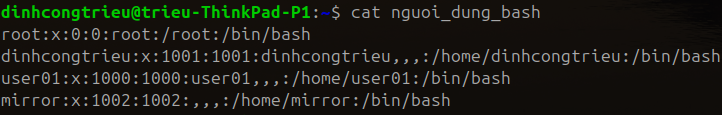 dinhcongtrieu@trieu-ThinkPad-P1:~$ cat nguoi_dung_bash
root:x:0:0:root:/root:/bin/bash
dinhcongtrieu:x:1001:1001:dinhcongtrieu,,,:/home/dinhcongtrieu:/bin/bash
user01:x:1000:1000:user01,,,:/home/user01:/bin/bash
mirror:x:1002:1002:,,,:/home/mirror:/bin/bash